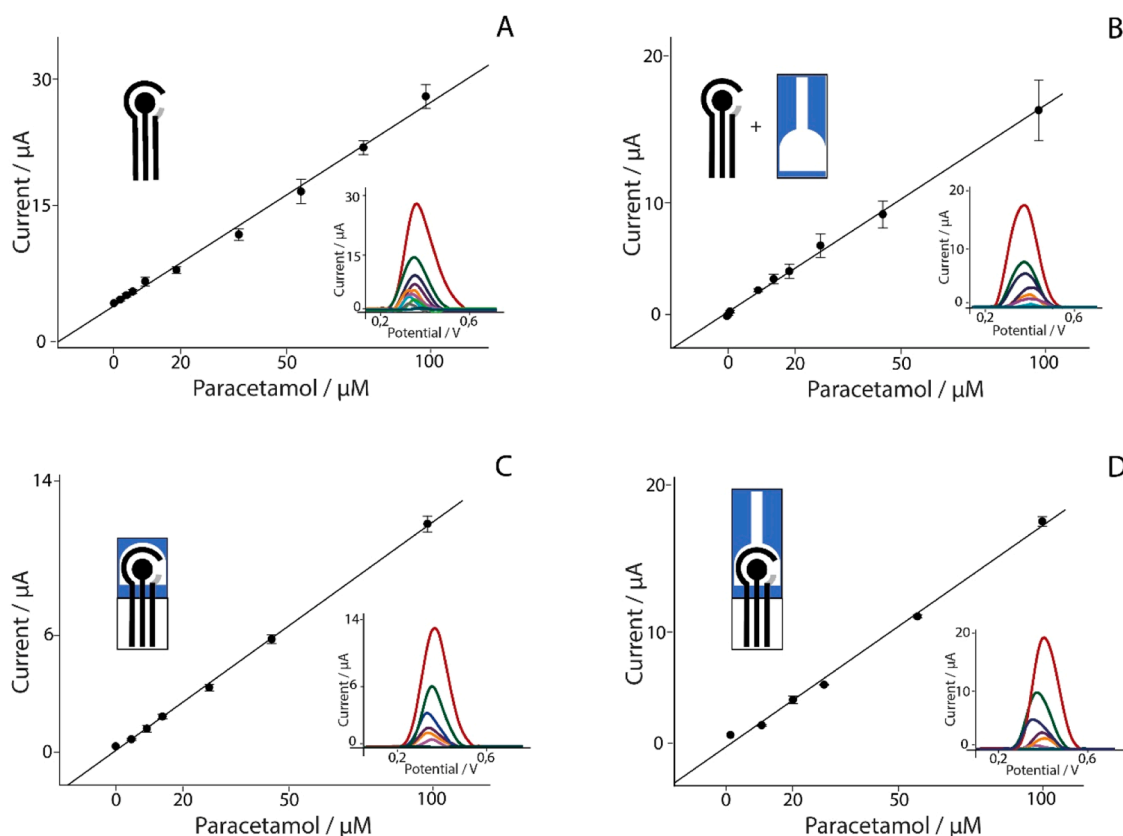 A
Current / µA
30
15
0
0 20 50 100
Paracetamol / µM
Current / µA
30
15
0
0,2 0,6
Potential / V
B
Current / µA
20
10
0
+
0 20 50 100
Paracetamol / µM
Current / µA
20
10
0
0,2 0,6
Potential / V
C
Current / µA
14
6
0
0 20 50 100
Paracetamol / µM
Current / µA
14
6
0
0,2 0,6
Potential / V
D
Current / µA
20
10
0
0 20 50 100
Paracetamol / µM
Current / µA
20
10
0
0,2 0,6
Potential / V